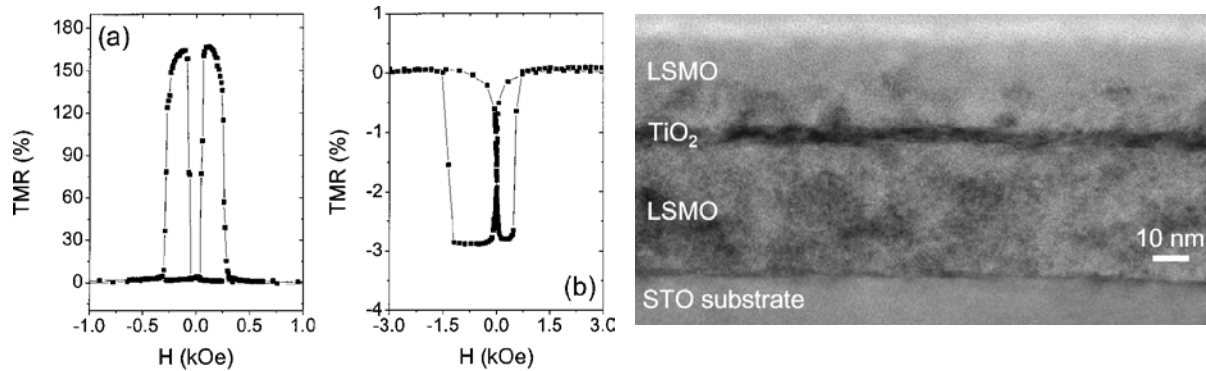 (a)
TMR (%)
180
150
120
90
60
30
0
-1.0 -0.5 0.0 0.5 1.0
H (kOe)
(b)
TMR (%)
1
0
-1
-2
-3
-4
-3.0 -1.5 0.0 1.5 3.0
H (kOe)
LSMO
TiO₂
LSMO
10 nm
STO substrate